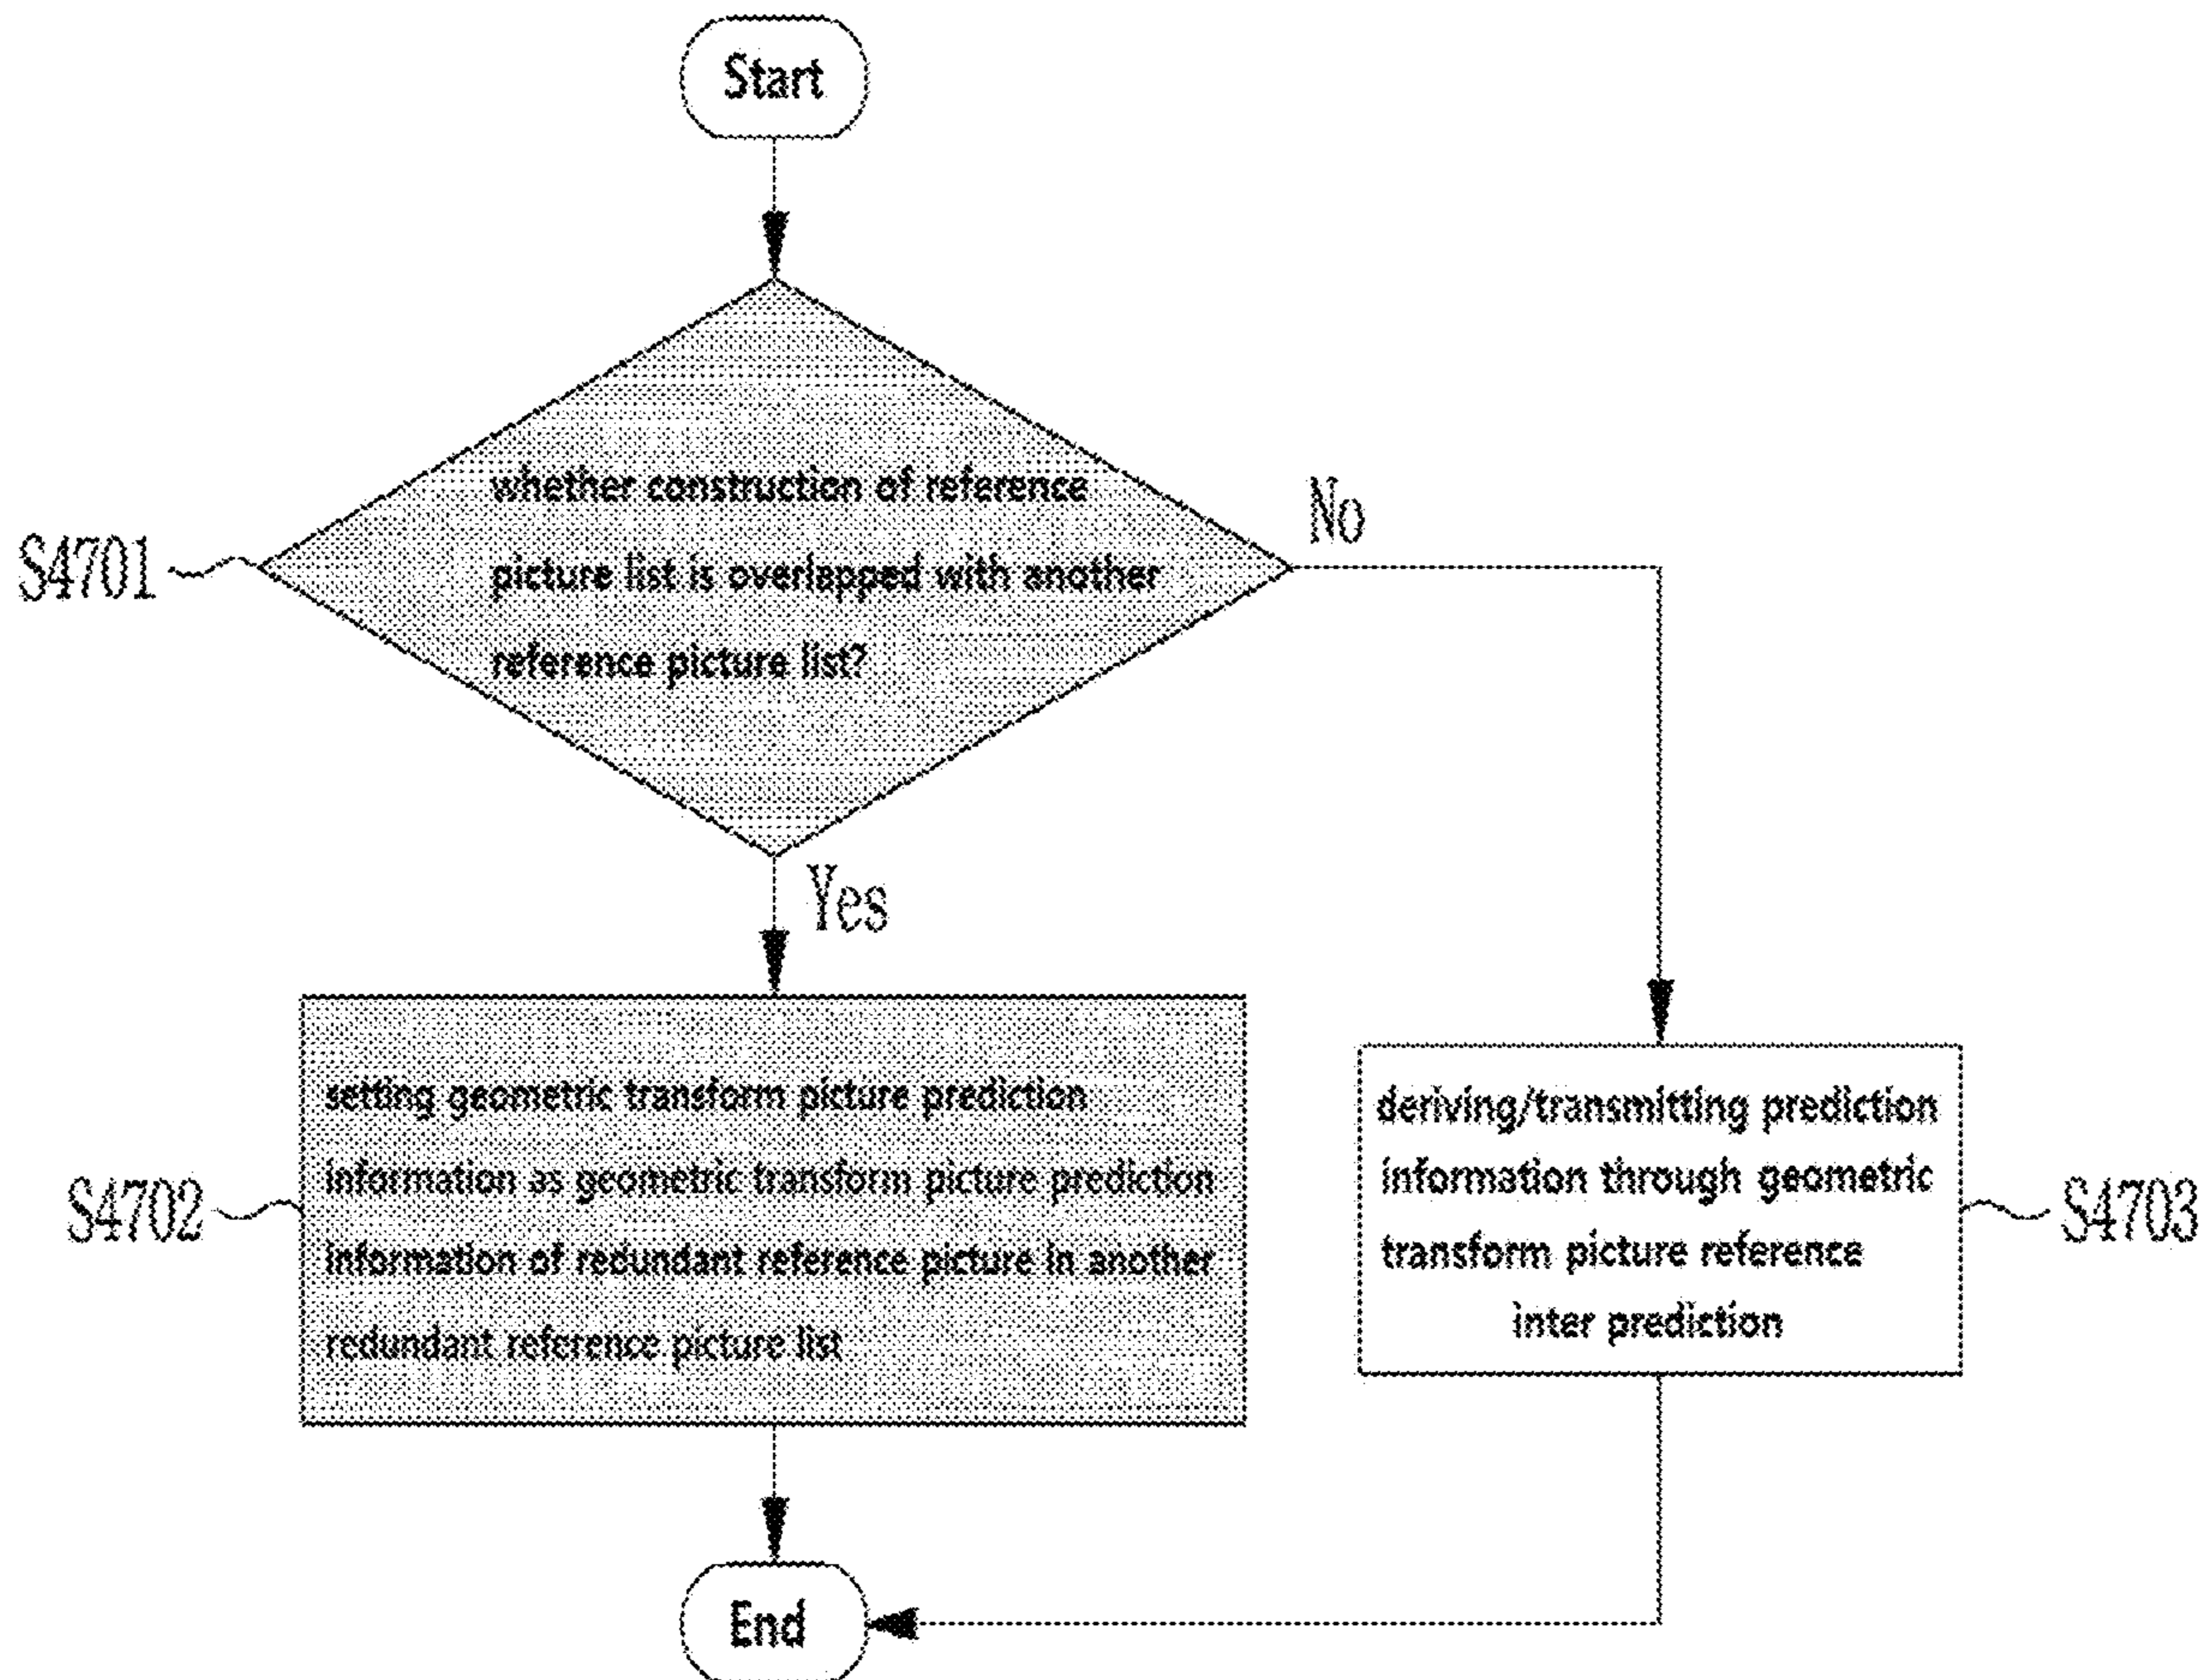 Start
whether construction of reference
picture list is overlapped with another
reference picture list?
S4701
No
Yes
setting geometric transform picture prediction
information as geometric transform picture prediction
information of redundant reference picture in another
redundant reference picture list
S4702
deriving/transmitting prediction
information through geometric
transform picture reference
inter prediction
S4703
End